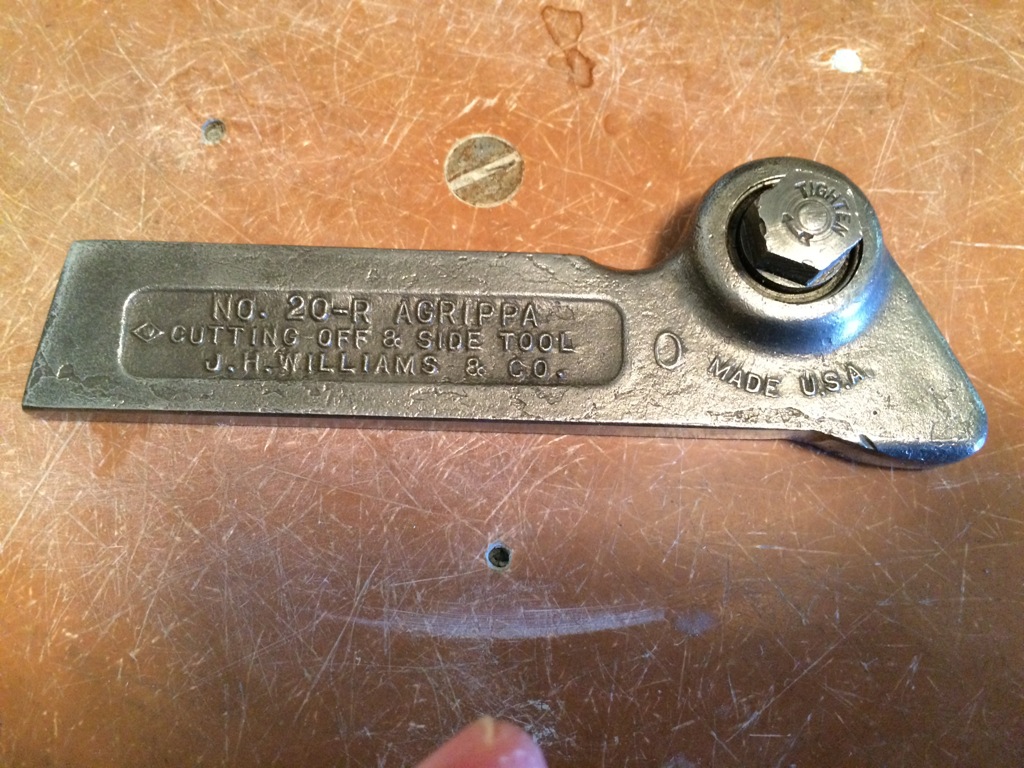 NO. 20-R AGRIPPA
CUTTING OFF & SIDE TOOL
J.H. WILLIAMS & CO.
MADE U.S.A.
TIGHTEN